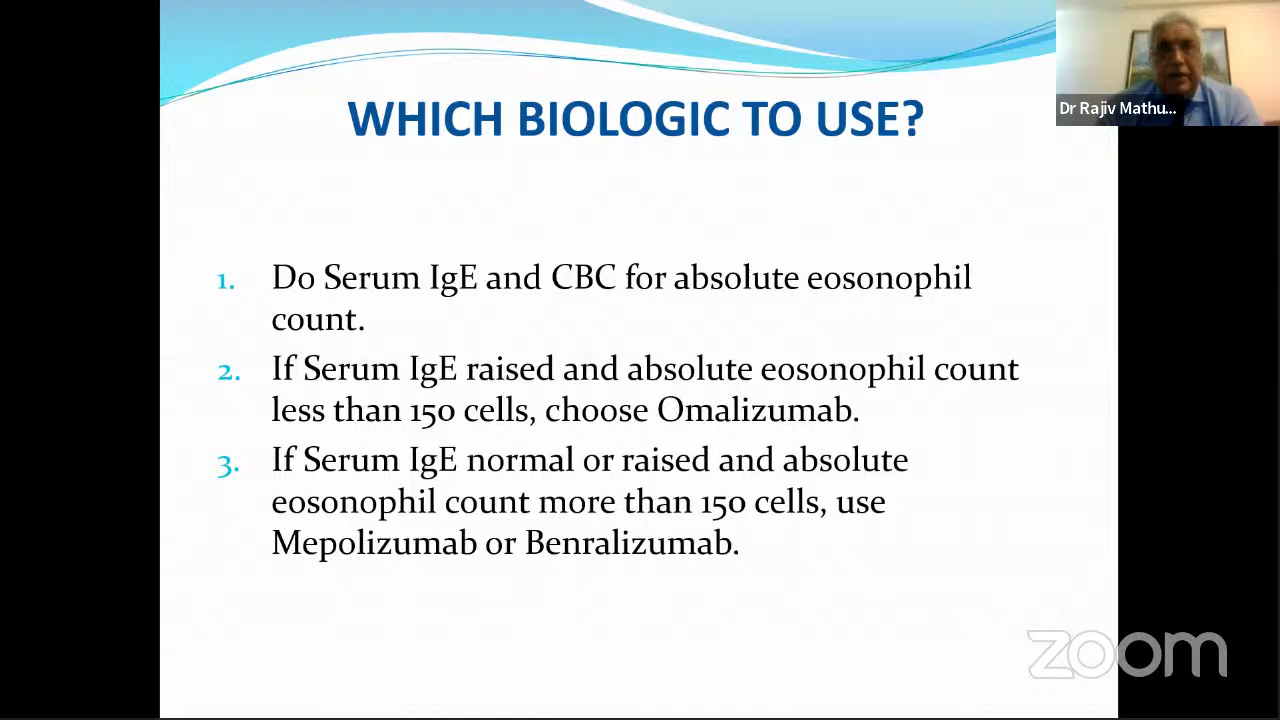 WHICH BIOLOGIC TO USE?
Dr Rajiv Mathu...
1. Do Serum IgE and CBC for absolute eosonophil
count.
2. If Serum IgE raised and absolute eosonophil count
less than 150 cells, choose Omalizumab.
3. If Serum IgE normal or raised and absolute
eosonophil count more than 150 cells, use
Mepolizumab or Benralizumab.
zoom